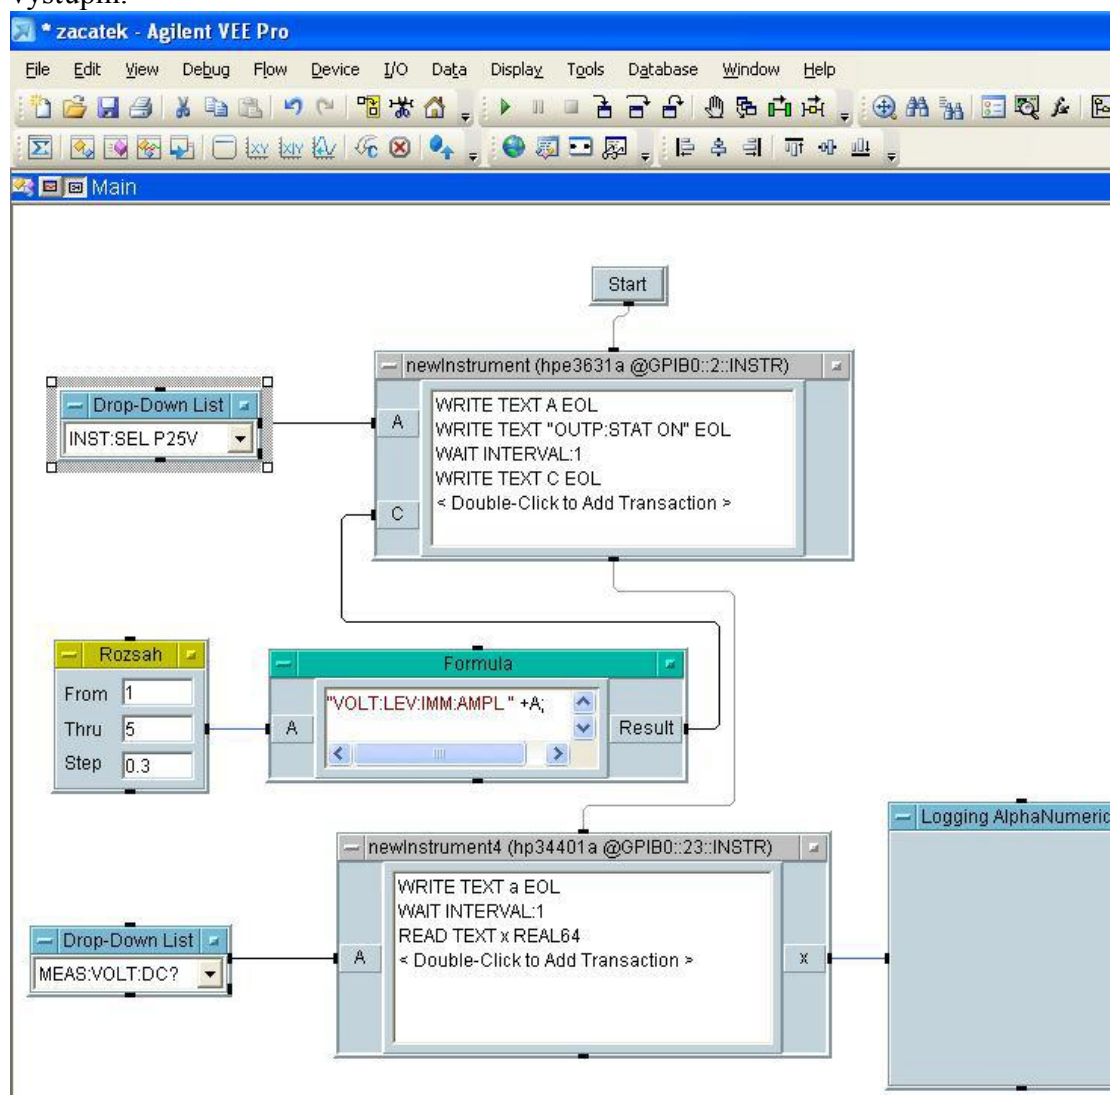 výstupní.
* zacatek - Agilent VEE Pro
File Edit View Debug Flow Device I/O Data Display Tools Database Window Help
Main
Start
newInstrument (hpe3631a @GPIB0::2::INSTR)
Drop-Down List
INST:SEL P25V
A
WRITE TEXT A EOL
WRITE TEXT "OUTP:STAT ON" EOL
WAIT INTERVAL:1
WRITE TEXT C EOL
C
< Double-Click to Add Transaction >
Rozsah
From 1
Thru 5
Step 0.3
Formula
A
"VOLT:LEV:IMM:AMPL " +A;
Result
Logging AlphaNumeric
newInstrument4 (hp34401a @GPIB0::23::INSTR)
WRITE TEXT a EOL
WAIT INTERVAL:1
READ TEXT x REAL64
< Double-Click to Add Transaction >
Drop-Down List
MEAS:VOLT:DC?
A
x